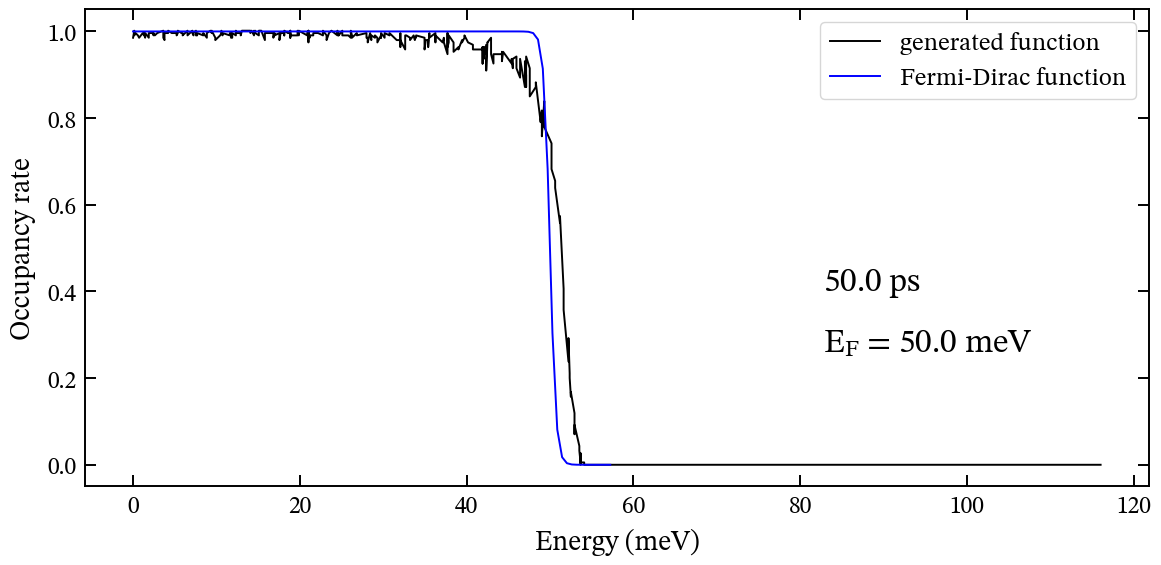 generated function
Fermi-Dirac function
Occupancy rate
1.0
0.8
0.6
0.4
0.2
0.0
50.0 ps
E_F = 50.0 meV
0 20 40 60 80 100 120
Energy (meV)